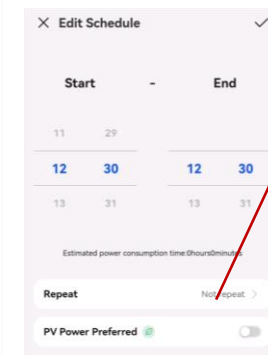 × Edit Schedule ✓
Start - End
11 29
12 30 12 30
13 31 13 31
Estimated power consumption time:0hours0minutes
Repeat Not repeat >
PV Power Preferred